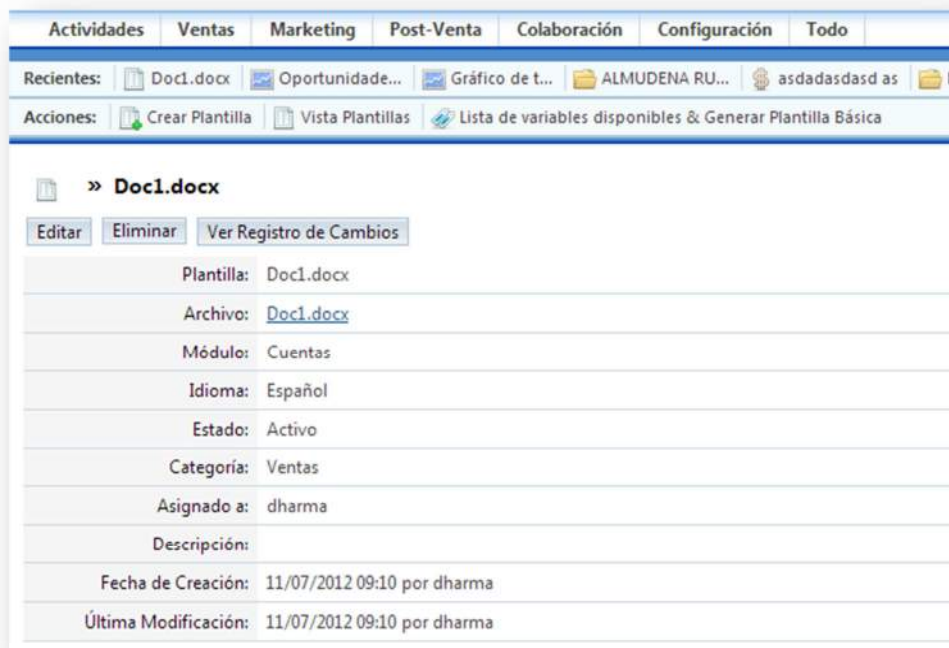 Actividades Ventas Marketing Post-Venta Colaboración Configuración Todo
Recientes: Doc1.docx Oportunidade... Gráfico de t... ALMUDENA RU... asdadasdasd as
Acciones: Crear Plantilla Vista Plantillas Lista de variables disponibles & Generar Plantilla Básica
» Doc1.docx
Editar Eliminar Ver Registro de Cambios
Plantilla: Doc1.docx
Archivo: Doc1.docx
Módulo: Cuentas
Idioma: Español
Estado: Activo
Categoría: Ventas
Asignado a: dharma
Descripción:
Fecha de Creación: 11/07/2012 09:10 por dharma
Última Modificación: 11/07/2012 09:10 por dharma